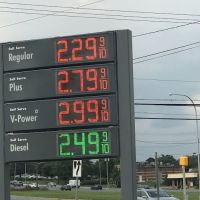 Self Serve
Regular 2.29 9/10
Self Serve
Plus 2.79 9/10
Self Serve
V-Power 2.99 9/10
Self Serve
Diesel 2.49 9/10